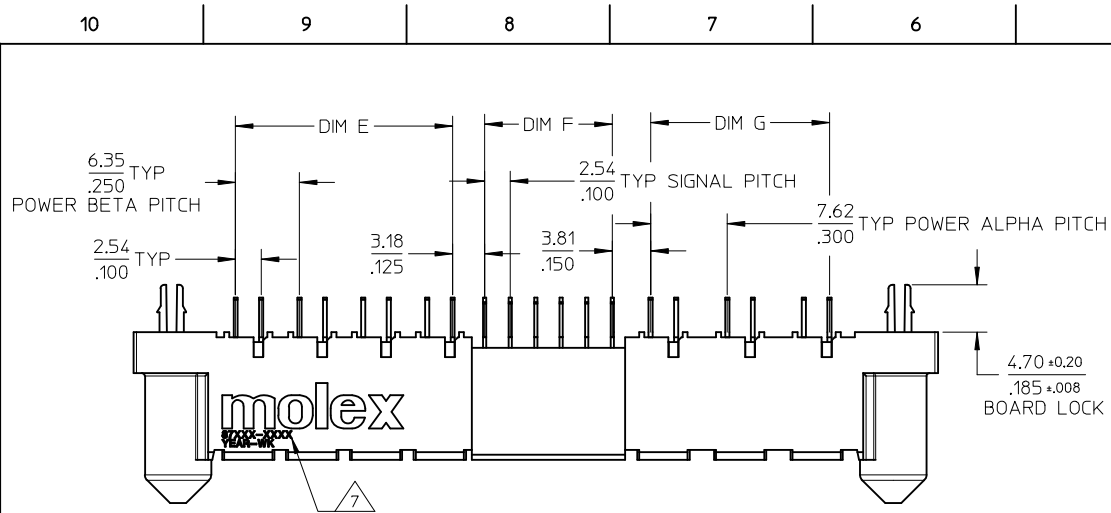 10 9 8 7 6
DIM E DIM F DIM G
6.35
.250
TYP
POWER BETA PITCH
2.54
.100
TYP SIGNAL PITCH
7.62
.300
TYP POWER ALPHA PITCH
2.54
.100
TYP
3.18
.125
3.81
.150
4.70 ±0.20
.185 ±.008
BOARD LOCK
molex
87XXX-XXXX
YEAR-WK
7